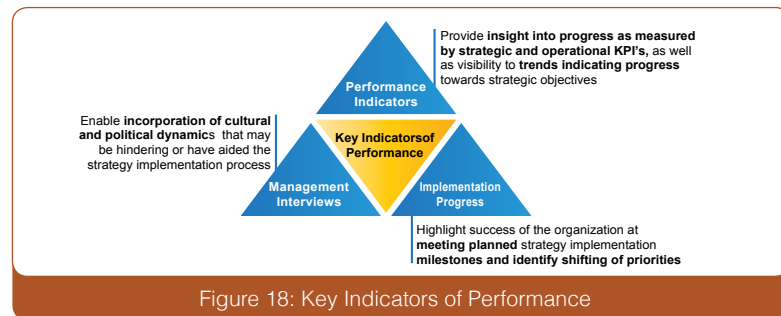 Provide insight into progress as measured
by strategic and operational KPI's, as well
as visibility to trends indicating progress
towards strategic objectives
Performance
Indicators
Enable incorporation of cultural
and political dynamics that may
be hindering or have aided the
strategy implementation process
Key Indicatorsof
Performance
Management
Interviews
Implementation
Progress
Highlight success of the organization at
meeting planned strategy implementation
milestones and identify shifting of priorities
Figure 18: Key Indicators of Performance